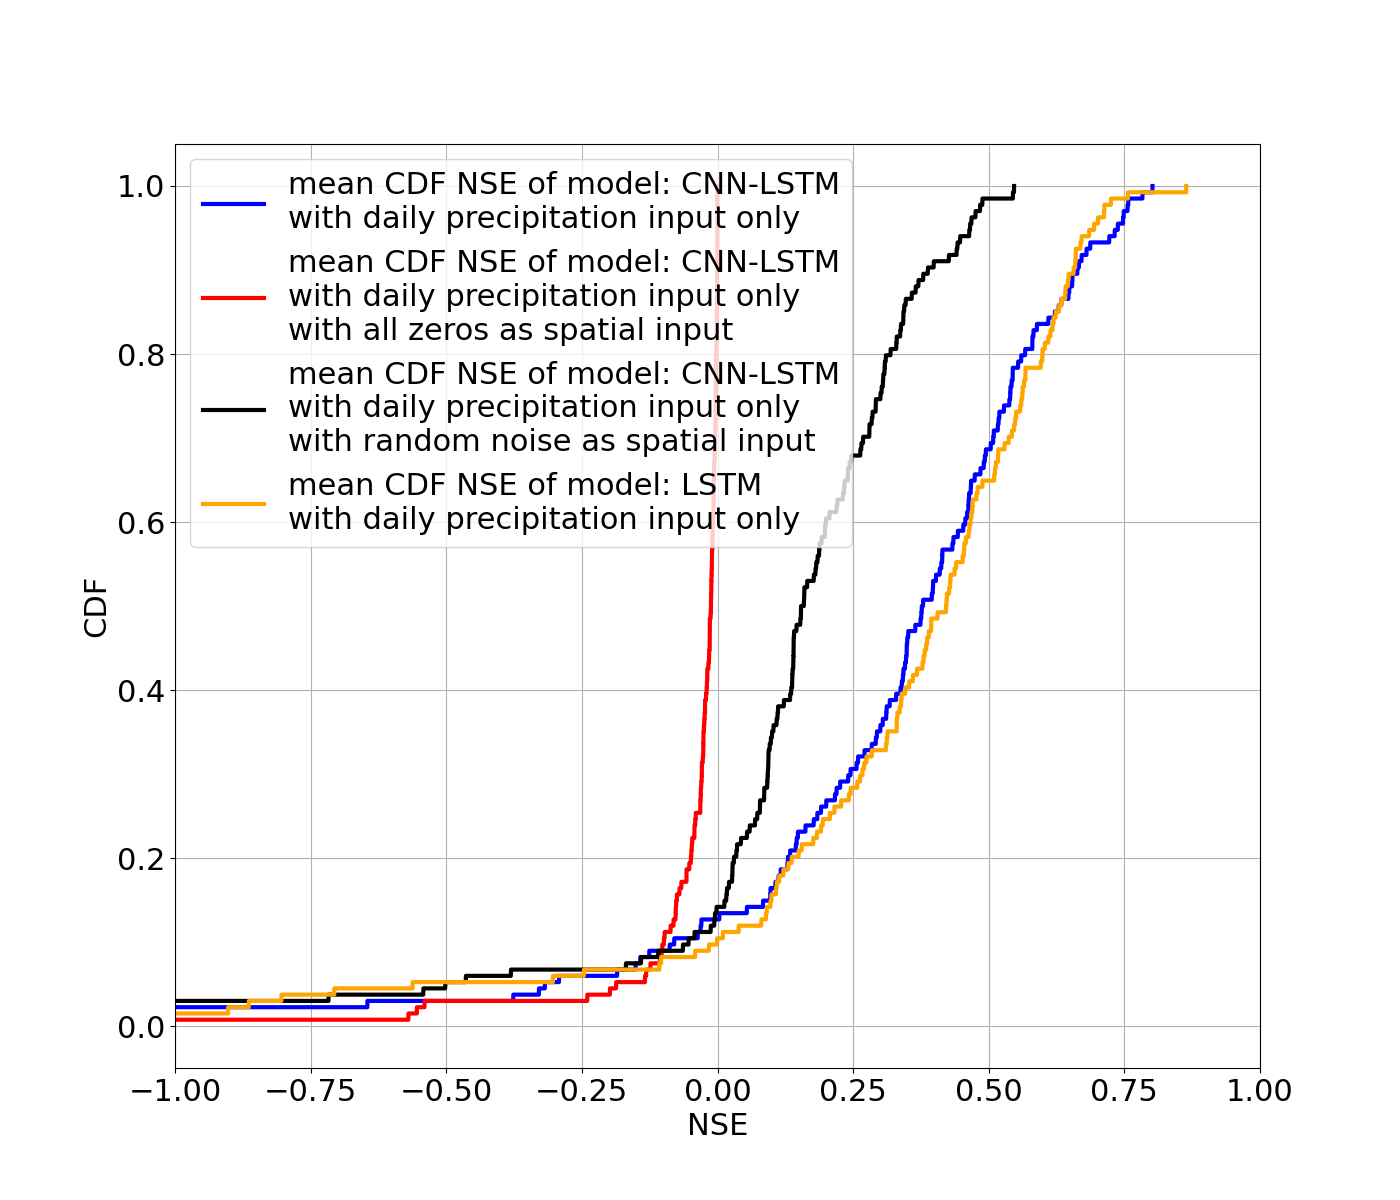 mean CDF NSE of model: CNN-LSTM
with daily precipitation input only
mean CDF NSE of model: CNN-LSTM
with daily precipitation input only
with all zeros as spatial input
mean CDF NSE of model: CNN-LSTM
with daily precipitation input only
with random noise as spatial input
mean CDF NSE of model: LSTM
with daily precipitation input only
CDF
1.0
0.8
0.6
0.4
0.2
0.0
−1.00 −0.75 −0.50 −0.25 0.00 0.25 0.50 0.75 1.00
NSE